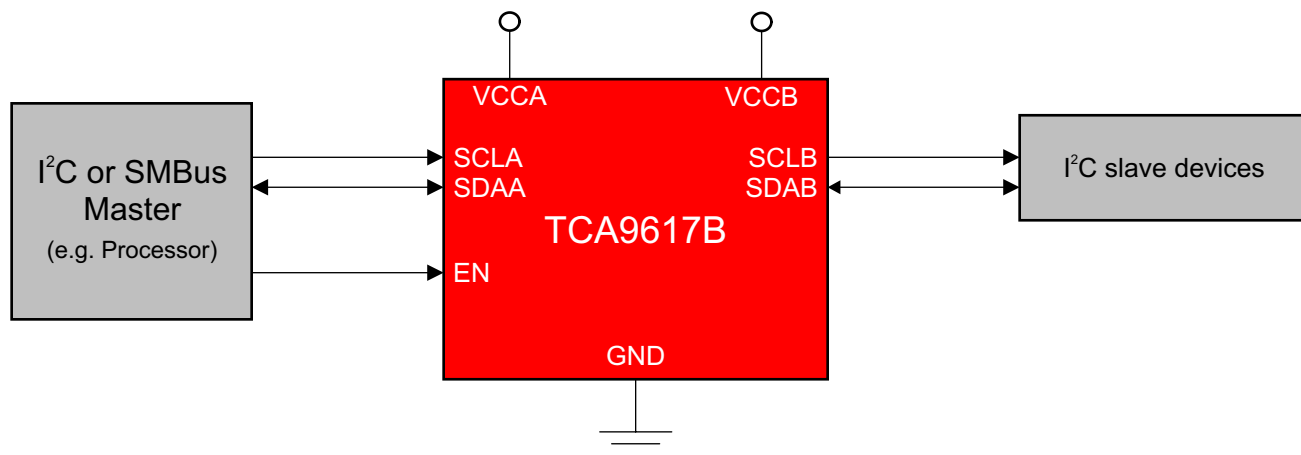 VCCA
VCCB
I²C or SMBus
Master
(e.g. Processor)
SCLA
SDAA
EN
SCLB
SDAB
TCA9617B
GND
I²C slave devices